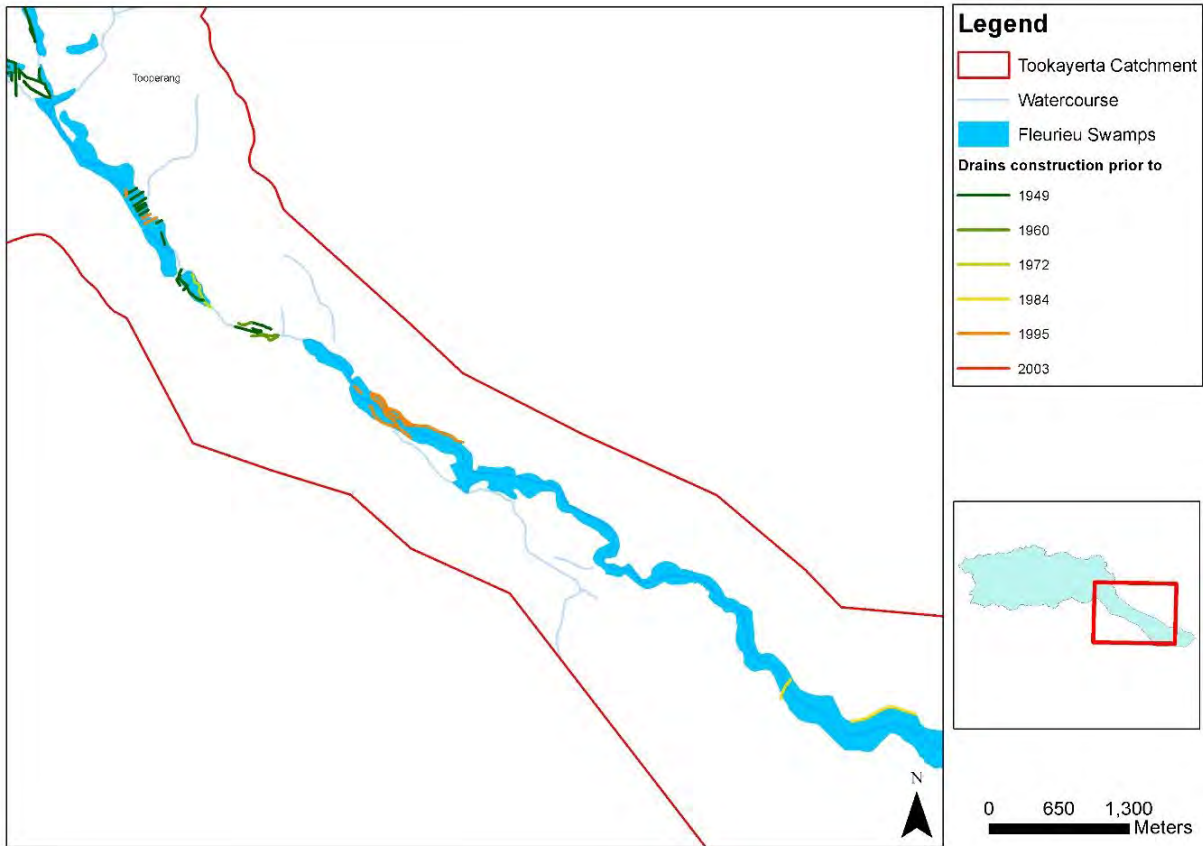 Tooperang
Legend
Tookayerta Catchment
Watercourse
Fleurieu Swamps
Drains construction prior to
1949
1960
1972
1984
1995
2003
N
0 650 1,300
Meters